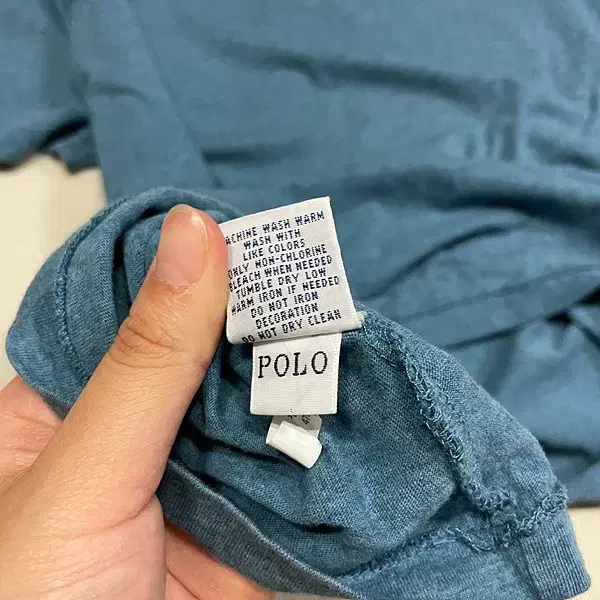 ACHINE WASH WARM
WASH WITH
LIKE COLORS
ONLY NON-CHLORINE
BLEACH WHEN NEEDED
TUMBLE DRY LOW
WARM IRON IF NEEDED
DO NOT IRON
DECORATION
DO NOT DRY CLEAN
POLO